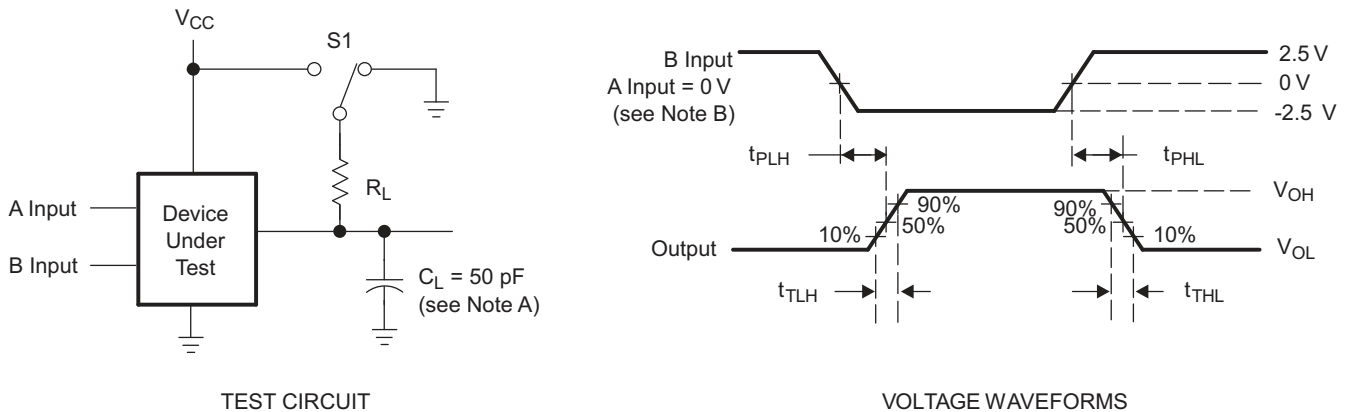 VCC
S1
RL
A Input
B Input
Device
Under
Test
CL = 50 pF
(see Note A)
TEST CIRCUIT
B Input
A Input = 0 V
(see Note B)
2.5 V
0 V
-2.5 V
tPLH
tPHL
VOH
90%
50%
10%
90%
50%
10%
Output
VOL
tTLH
tTHL
VOLTAGE WAVEFORMS